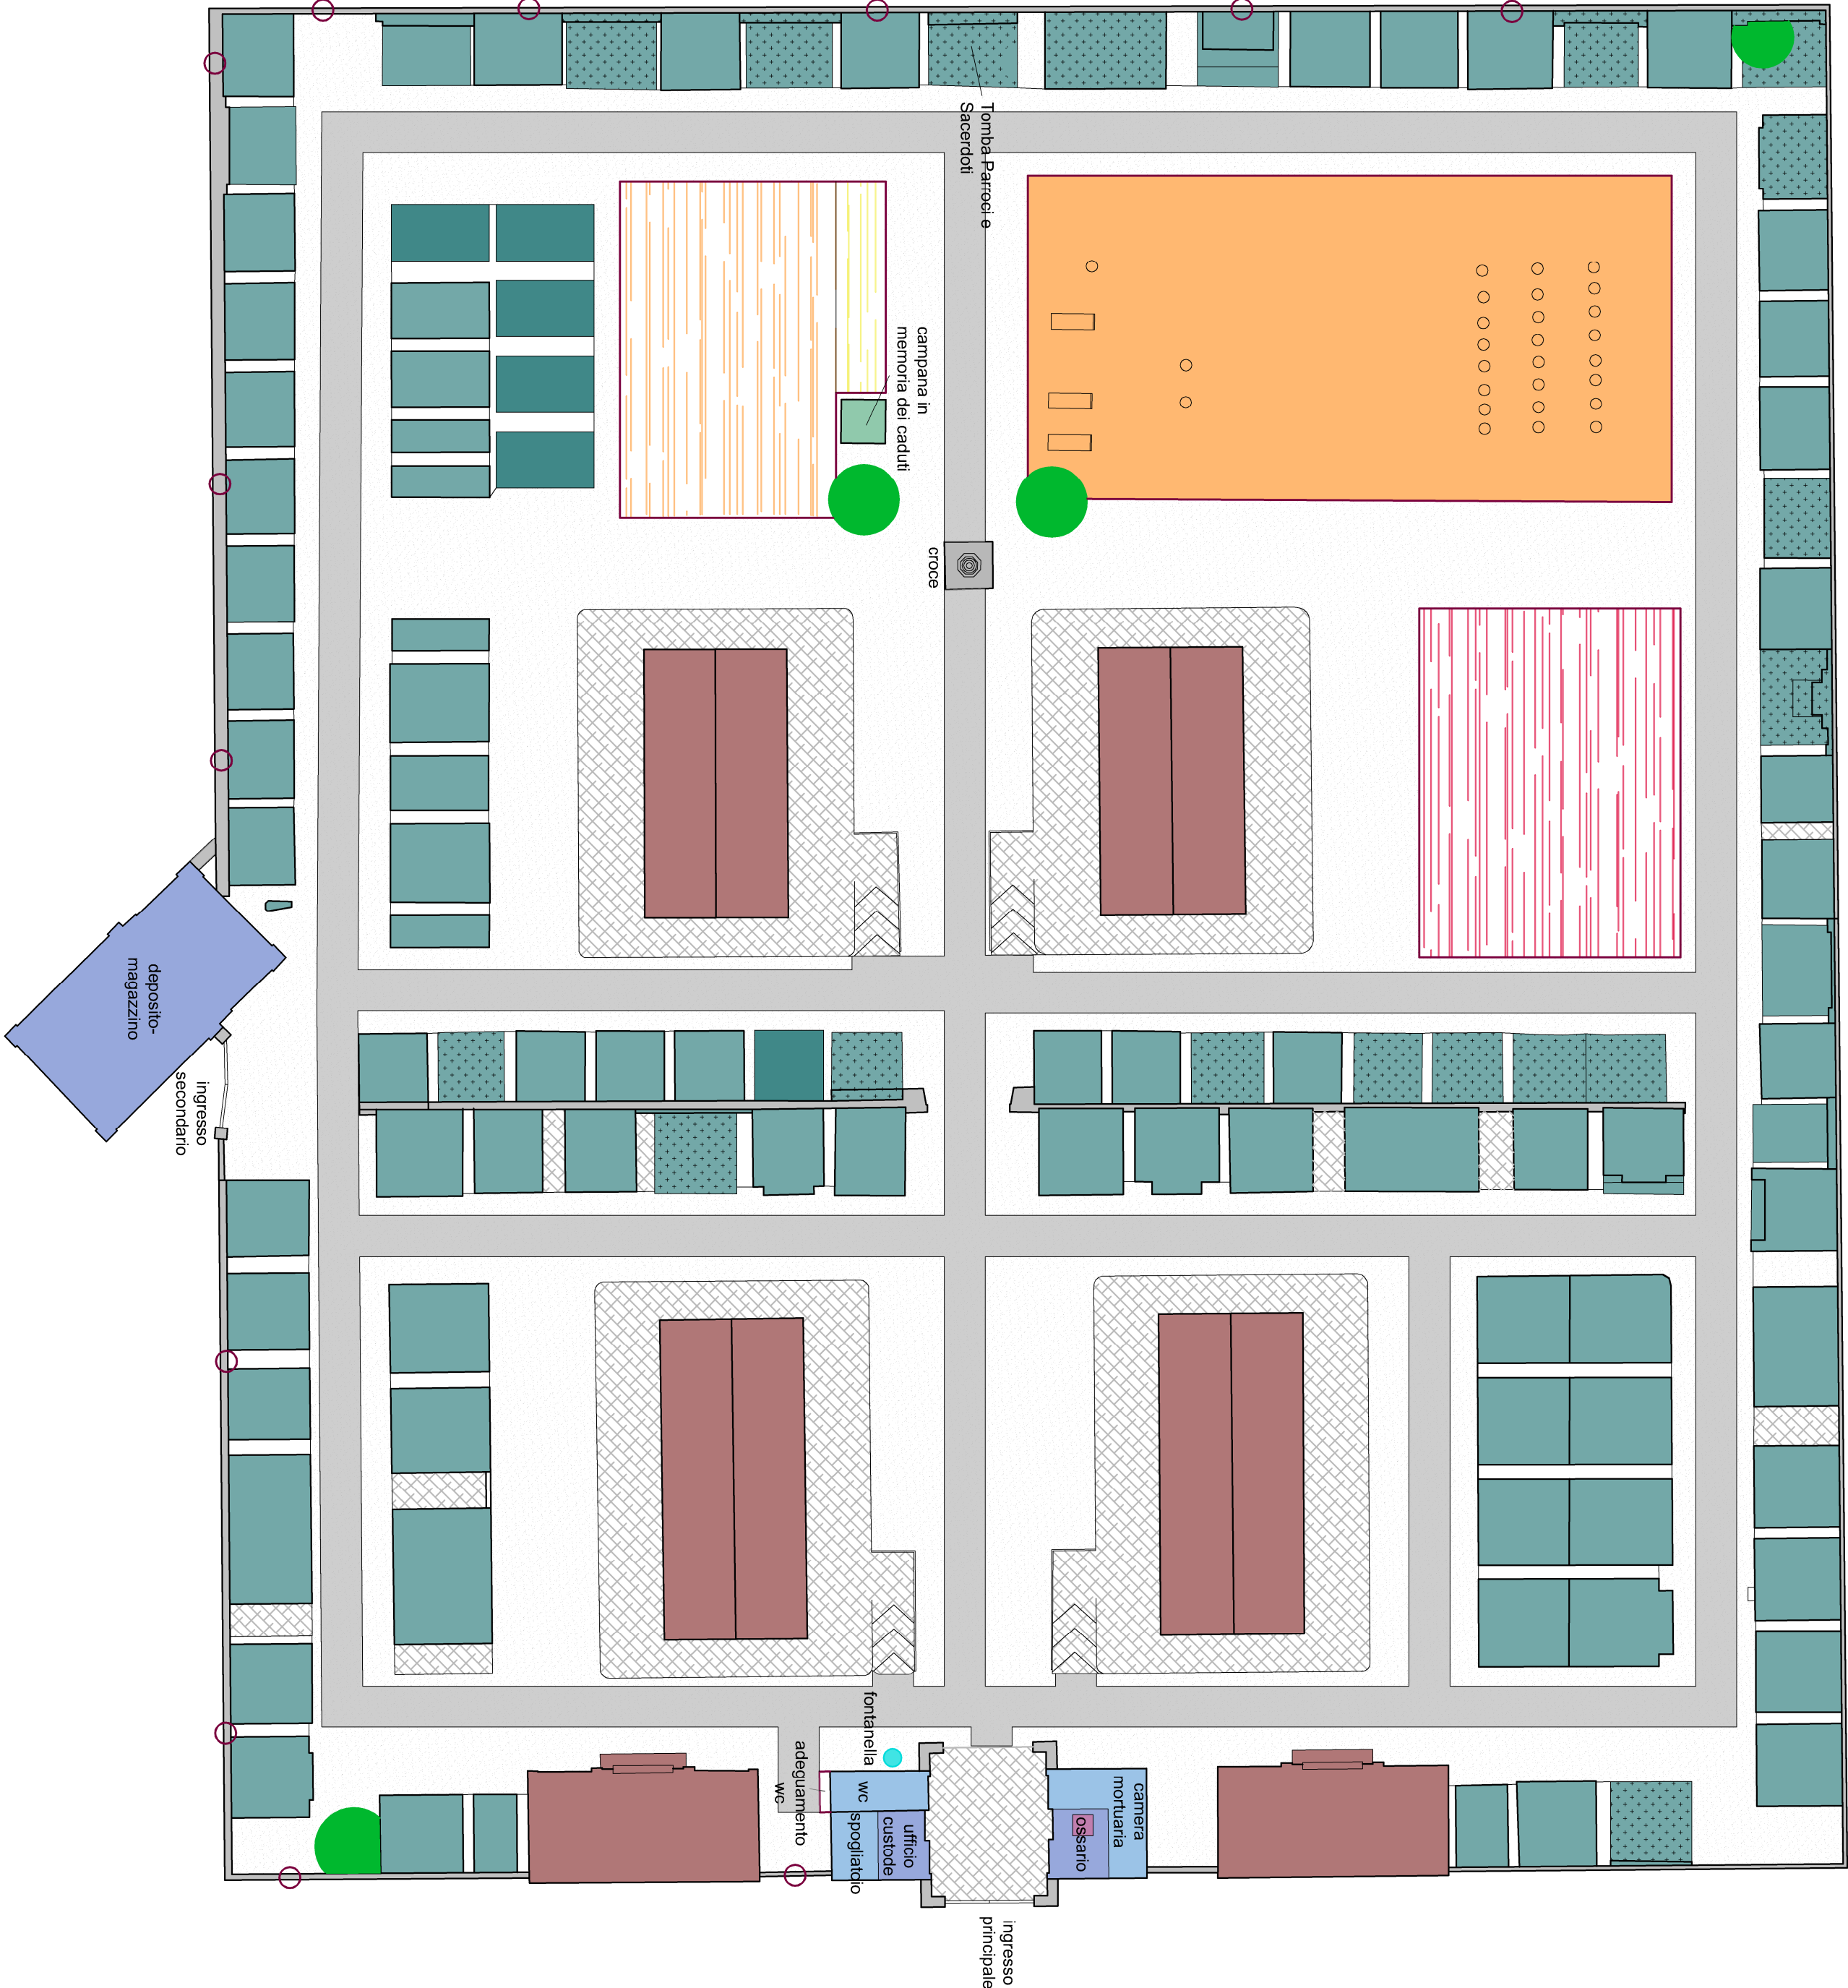 Tomba Parroci e
Sacerdoti
campana in
memoria dei caduti
croce
deposito-
magazzino
ingresso
secondario
fontanella
adeguamento
wc
wc
spogliatoio
ufficio
custode
camera
mortuaria
ossario
ingresso
principale